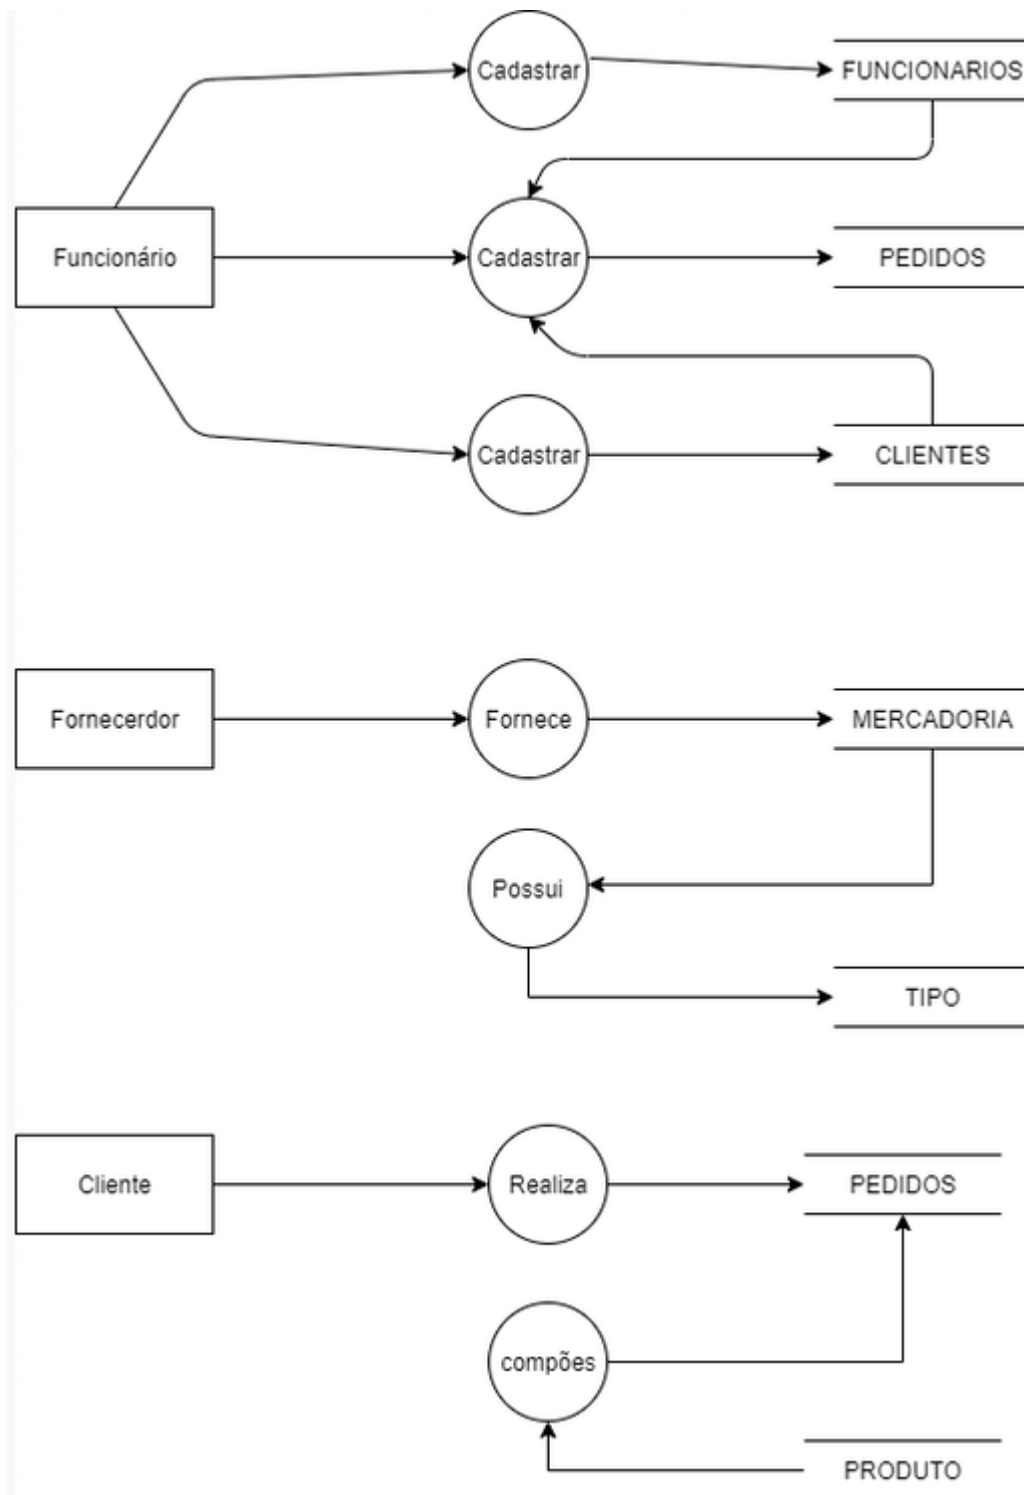 Cadastrar
FUNCIONARIOS
Funcionário
Cadastrar
PEDIDOS
Cadastrar
CLIENTES
Fornecerdor
Fornece
MERCADORIA
Possui
TIPO
Cliente
Realiza
PEDIDOS
compões
PRODUTO